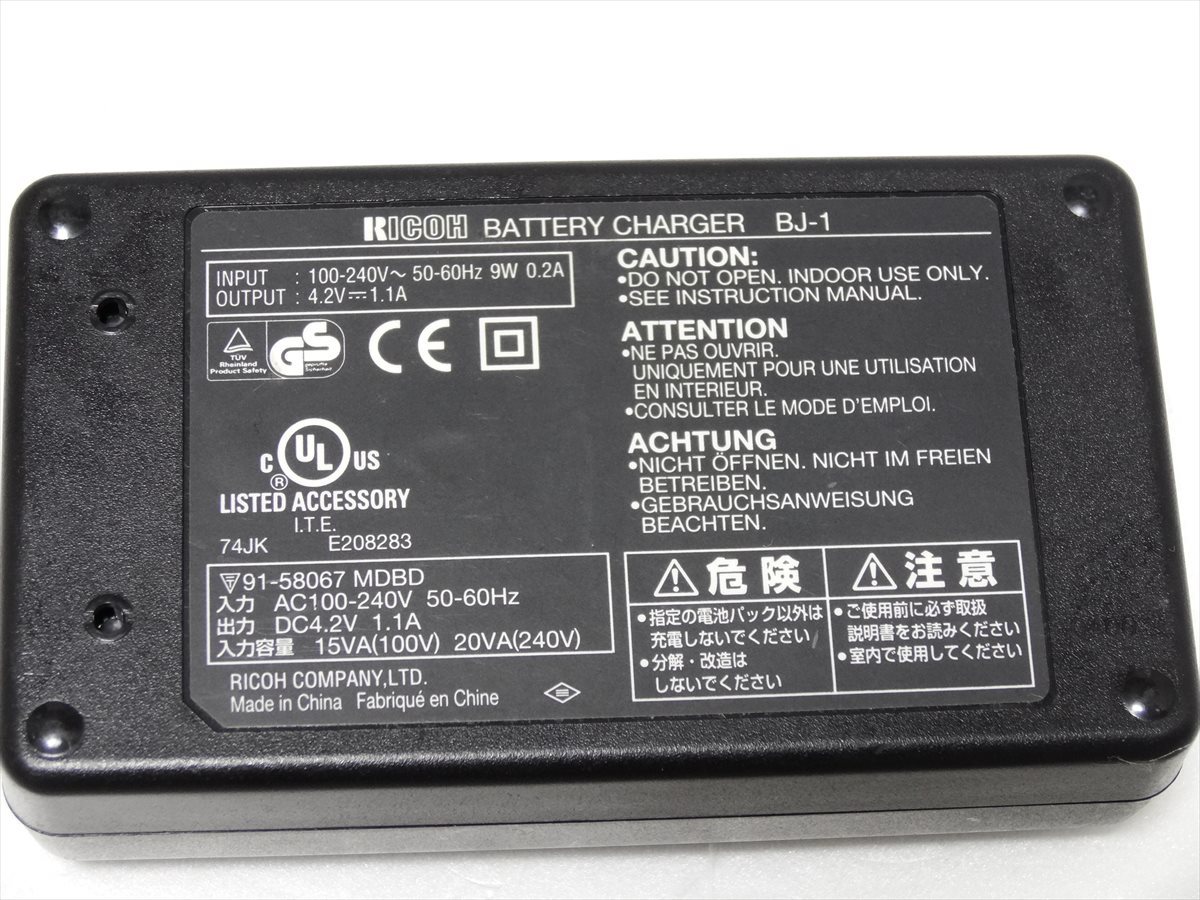 RICOH BATTERY CHARGER BJ-1
INPUT : 100-240V～ 50-60Hz 9W 0.2A
OUTPUT : 4.2V⎓1.1A
TÜV
Rheinland
Product Safety
GS
geprüfte
Sicherheit
CE
C UL US
®
LISTED ACCESSORY
I.T.E.
74JK E208283
91-58067 MDBD
入力 AC100-240V 50-60Hz
出力 DC4.2V 1.1A
入力容量 15VA(100V) 20VA(240V)
RICOH COMPANY,LTD.
Made in China Fabriqué en Chine
CAUTION:
•DO NOT OPEN. INDOOR USE ONLY.
•SEE INSTRUCTION MANUAL.
ATTENTION
•NE PAS OUVRIR.
UNIQUEMENT POUR UNE UTILISATION
EN INTERIEUR.
•CONSULTER LE MODE D'EMPLOI.
ACHTUNG
•NICHT ÖFFNEN. NICHT IM FREIEN
BETREIBEN.
•GEBRAUCHSANWEISUNG
BEACHTEN.
⚠危険
•指定の電池パック以外は
充電しないでください
•分解・改造は
しないでください
⚠注意
•ご使用前に必ず取扱
説明書をお読みください
•室内で使用してください